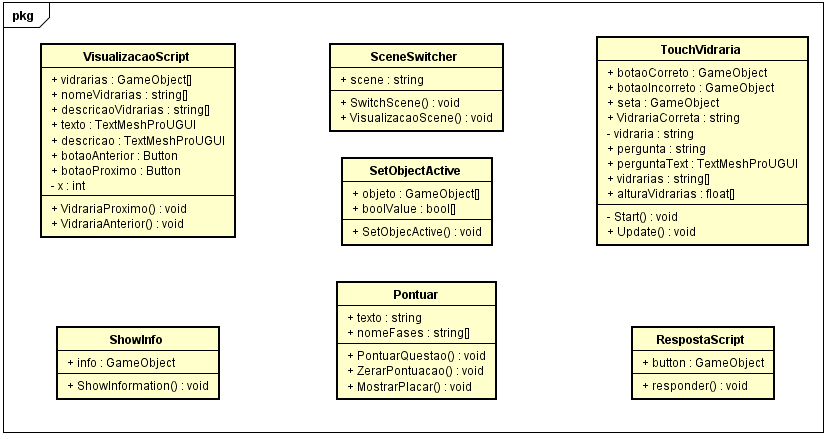 pkg
VisualizacaoScript
+ vidrarias : GameObject[]
+ nomeVidrarias : string[]
+ descricaoVidrarias : string[]
+ texto : TextMeshProUGUI
+ descricao : TextMeshProUGUI
+ botaoAnterior : Button
+ botaoProximo : Button
- x : int
+ VidrariaProximo() : void
+ VidrariaAnterior() : void
SceneSwitcher
+ scene : string
+ SwitchScene() : void
+ VisualizacaoScene() : void
TouchVidraria
+ botaoCorreto : GameObject
+ botaoIncorreto : GameObject
+ seta : GameObject
+ VidrariaCorreta : string
- vidraria : string
+ pergunta : string
+ perguntaText : TextMeshProUGUI
+ vidrarias : string[]
+ alturaVidrarias : float[]
- Start() : void
+ Update() : void
SetObjectActive
+ objeto : GameObject[]
+ boolValue : bool[]
+ SetObjecActive() : void
ShowInfo
+ info : GameObject
+ ShowInformation() : void
Pontuar
+ texto : string
+ nomeFases : string[]
+ PontuarQuestao() : void
+ ZerarPontuacao() : void
+ MostrarPlacar() : void
RespostaScript
+ button : GameObject
+ responder() : void